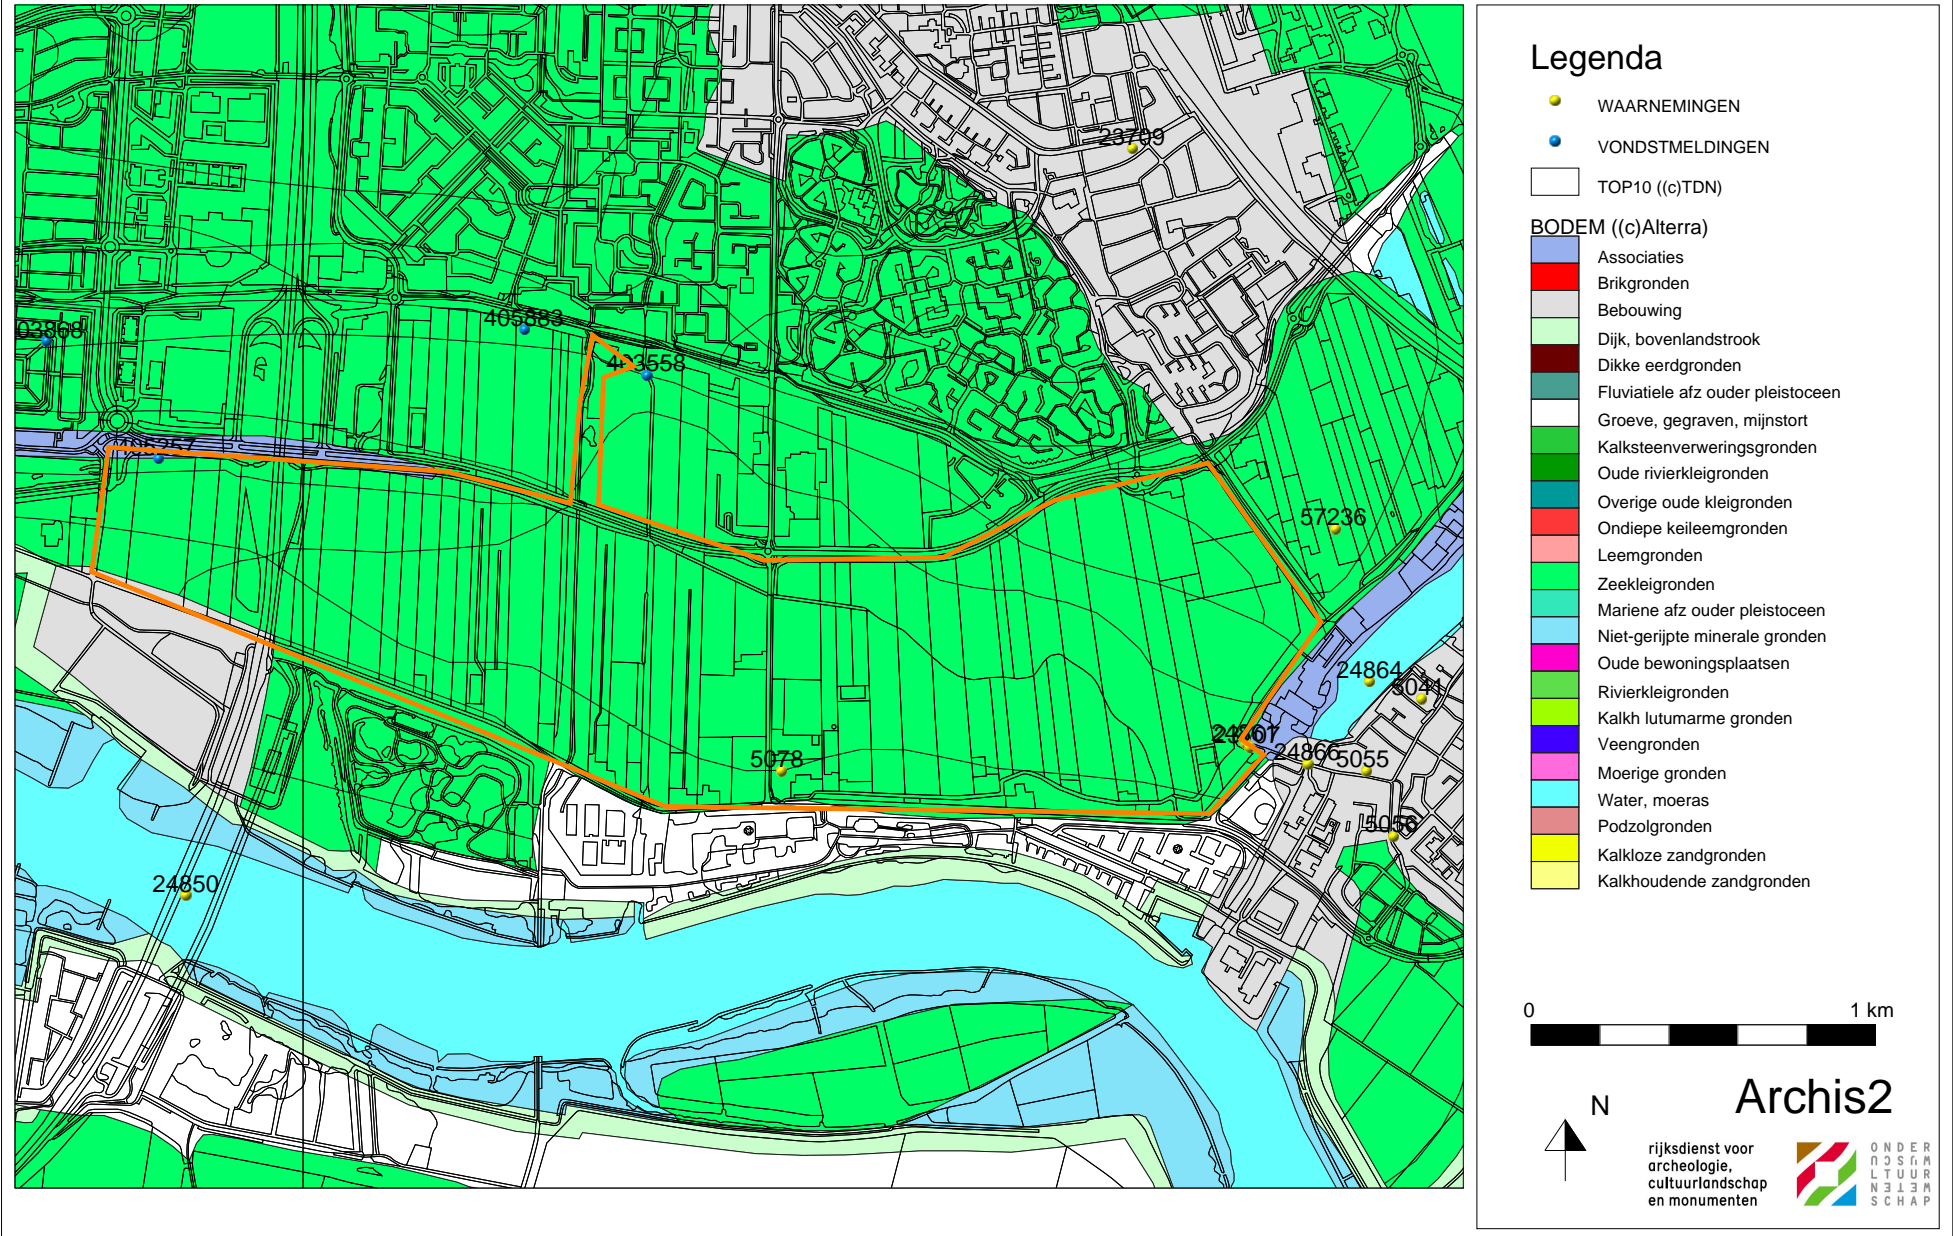 23709
405883
403558
57236
24864
5041
24866
5055
5078
5056
24850
Legenda
WAARNEMINGEN
VONDSTMELDINGEN
TOP10 ((c)TDN)
BODEM ((c)Alterra)
Associaties
Brikgronden
Bebouwing
Dijk, bovenlandstrook
Dikke eerdgronden
Fluviatiele afz ouder pleistoceen
Groeve, gegraven, mijnstort
Kalksteenverweringsgronden
Oude rivierkleigronden
Overige oude kleigronden
Ondiepe keileemgronden
Leemgronden
Zeekleigronden
Mariene afz ouder pleistoceen
Niet-gerijpte minerale gronden
Oude bewoningsplaatsen
Rivierkleigronden
Kalkh lutumarme gronden
Veengronden
Moerige gronden
Water, moeras
Podzolgronden
Kalkloze zandgronden
Kalkhoudende zandgronden
0 1 km
N
Archis2
rijksdienst voor
archeologie,
cultuurlandschap
en monumenten